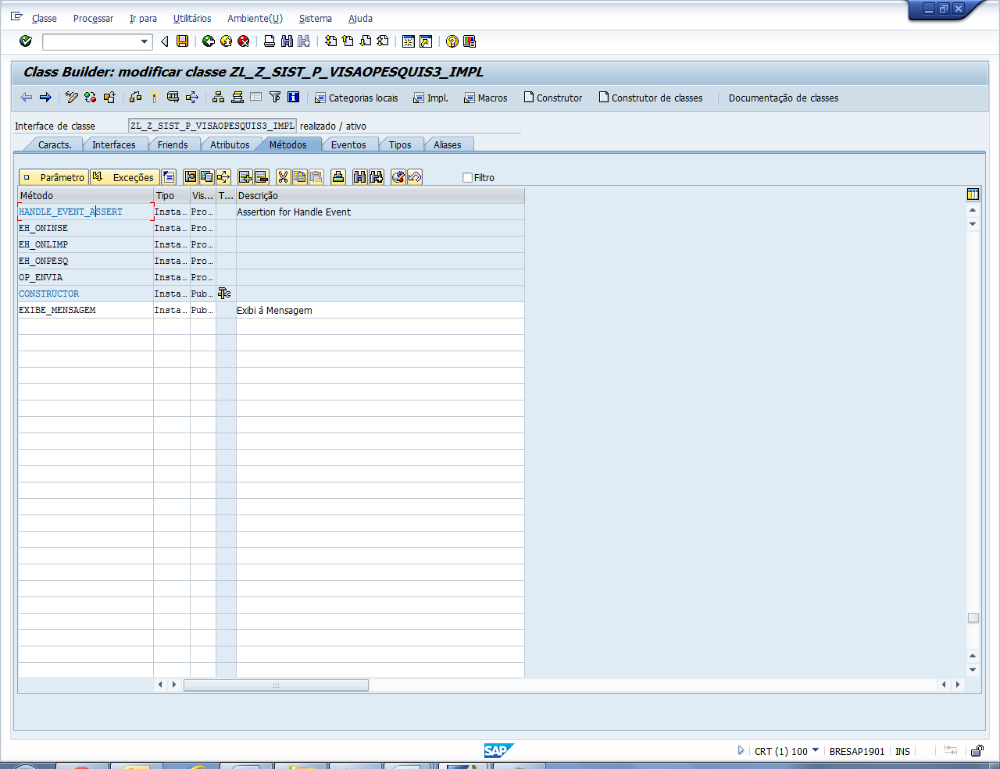 Classe Processar Ir para Utilitários Ambiente(U) Sistema Ajuda
Class Builder: modificar classe ZL_Z_SIST_P_VISAOPESQUIS3_IMPL
Categorias locais Impl. Macros Construtor Construtor de classes Documentação de classes
Interface de classe ZL_Z_SIST_P_VISAOPESQUIS3_IMPL realizado / ativo
Caracts. Interfaces Friends Atributos Métodos Eventos Tipos Aliases
Parâmetro Exceções Filtro
Método Tipo Vis... T... Descrição
HANDLE_EVENT_ASSERT Insta… Pro… Assertion for Handle Event
EH_ONINSE Insta… Pro…
EH_ONLIMP Insta… Pro…
EH_ONPESQ Insta… Pro…
OP_ENVIA Insta… Pro…
CONSTRUCTOR Insta… Pub…
EXIBE_MENSAGEM Insta… Pub… Exibi á Mensagem
SAP
CRT (1) 100 BRESAP1901 INS